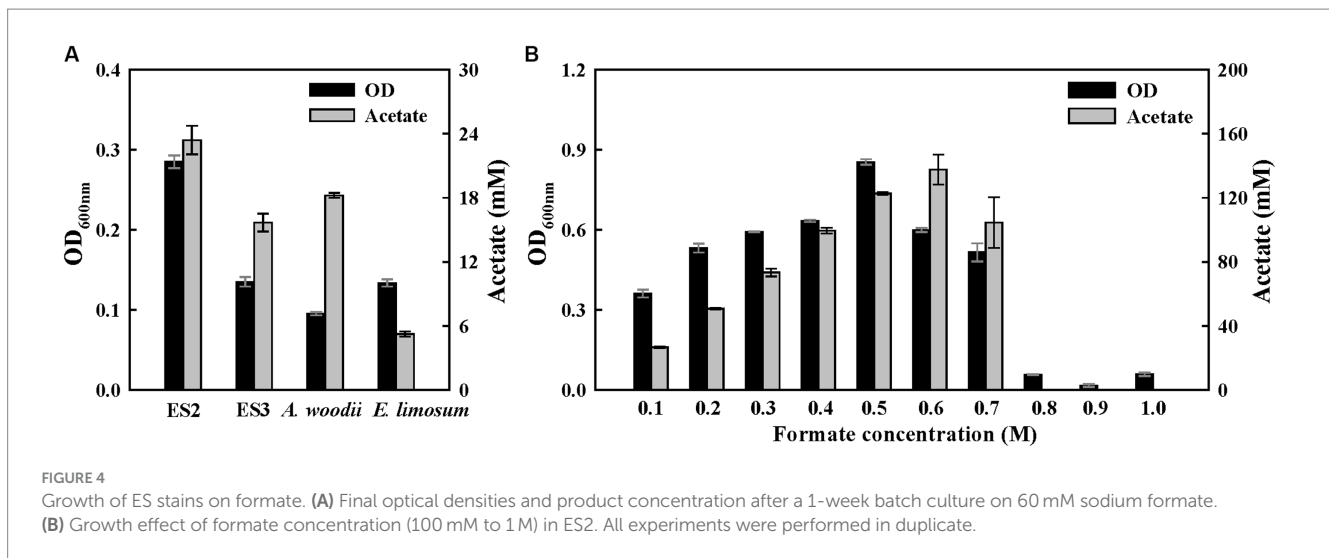 A
0.4
0.3
0.2
0.1
0.0
OD600nm
OD
Acetate
30
24
18
12
6
0
Acetate (mM)
ES2 ES3 A. woodii E. limosum
B
1.2
0.9
0.6
0.3
0.0
OD600nm
OD
Acetate
200
160
120
80
40
0
Acetate (mM)
0.1 0.2 0.3 0.4 0.5 0.6 0.7 0.8 0.9 1.0
Formate concentration (M)
FIGURE 4
Growth of ES stains on formate. (A) Final optical densities and product concentration after a 1-week batch culture on 60 mM sodium formate.
(B) Growth effect of formate concentration (100 mM to 1 M) in ES2. All experiments were performed in duplicate.